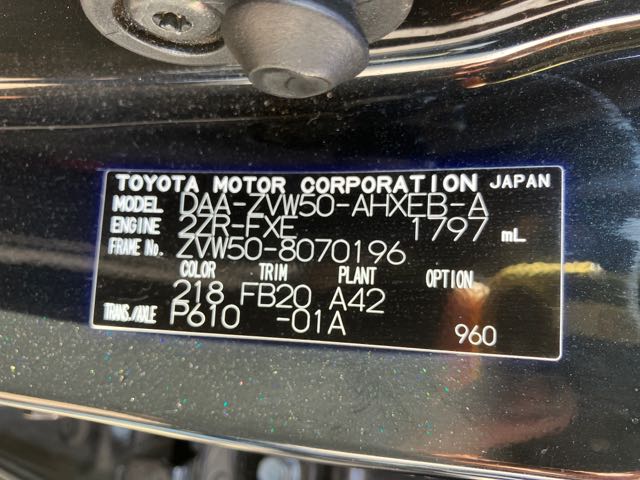 TOYOTA MOTOR CORPORATION JAPAN
MODEL DAA-ZVW50-AHXEB-A
ENGINE 2ZR-FXE 1797 mL
FRAME No. ZVW50-8070196
COLOR TRIM PLANT OPTION
218 FB20 A42
TRANS./AXLE P610 -01A
960